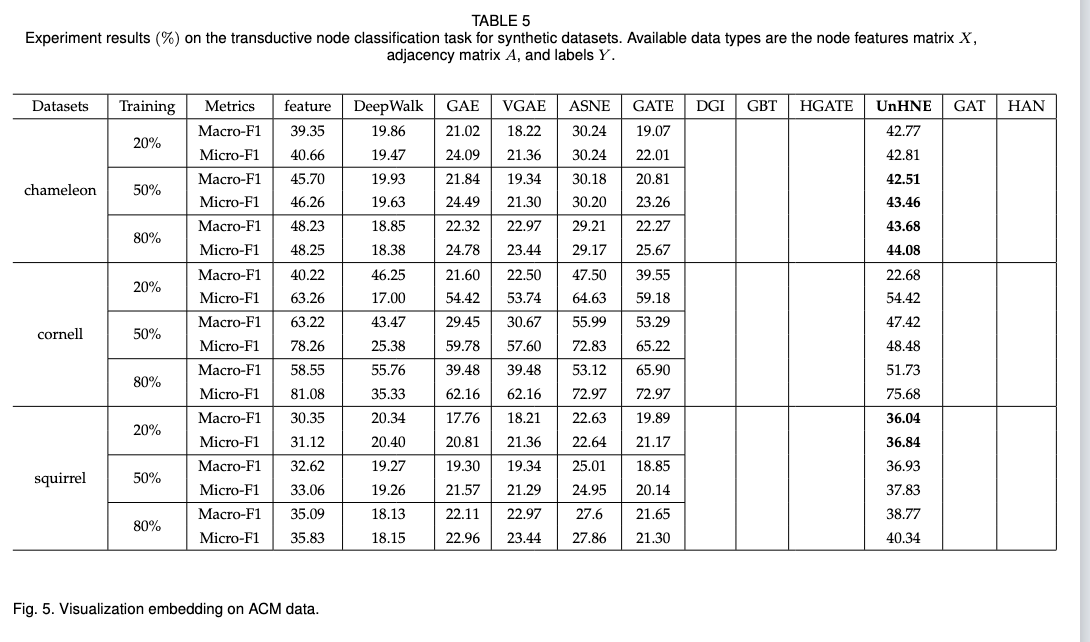 TABLE 5
Experiment results (%) on the transductive node classification task for synthetic datasets. Available data types are the node features matrix X,
adjacency matrix A, and labels Y.
Datasets Training Metrics feature DeepWalk GAE VGAE ASNE GATE DGI GBT HGATE UnHNE GAT HAN
chameleon
20%
Macro-F1 39.35 19.86 21.02 18.22 30.24 19.07 42.77
Micro-F1 40.66 19.47 24.09 21.36 30.24 22.01 42.81
50%
Macro-F1 45.70 19.93 21.84 19.34 30.18 20.81 42.51
Micro-F1 46.26 19.63 24.49 21.30 30.20 23.26 43.46
80%
Macro-F1 48.23 18.85 22.32 22.97 29.21 22.27 43.68
Micro-F1 48.25 18.38 24.78 23.44 29.17 25.67 44.08
cornell
20%
Macro-F1 40.22 46.25 21.60 22.50 47.50 39.55 22.68
Micro-F1 63.26 17.00 54.42 53.74 64.63 59.18 54.42
50%
Macro-F1 63.22 43.47 29.45 30.67 55.99 53.29 47.42
Micro-F1 78.26 25.38 59.78 57.60 72.83 65.22 48.48
80%
Macro-F1 58.55 55.76 39.48 39.48 53.12 65.90 51.73
Micro-F1 81.08 35.33 62.16 62.16 72.97 72.97 75.68
squirrel
20%
Macro-F1 30.35 20.34 17.76 18.21 22.63 19.89 36.04
Micro-F1 31.12 20.40 20.81 21.36 22.64 21.17 36.84
50%
Macro-F1 32.62 19.27 19.30 19.34 25.01 18.85 36.93
Micro-F1 33.06 19.26 21.57 21.29 24.95 20.14 37.83
80%
Macro-F1 35.09 18.13 22.11 22.97 27.6 21.65 38.77
Micro-F1 35.83 18.15 22.96 23.44 27.86 21.30 40.34
Fig. 5. Visualization embedding on ACM data.